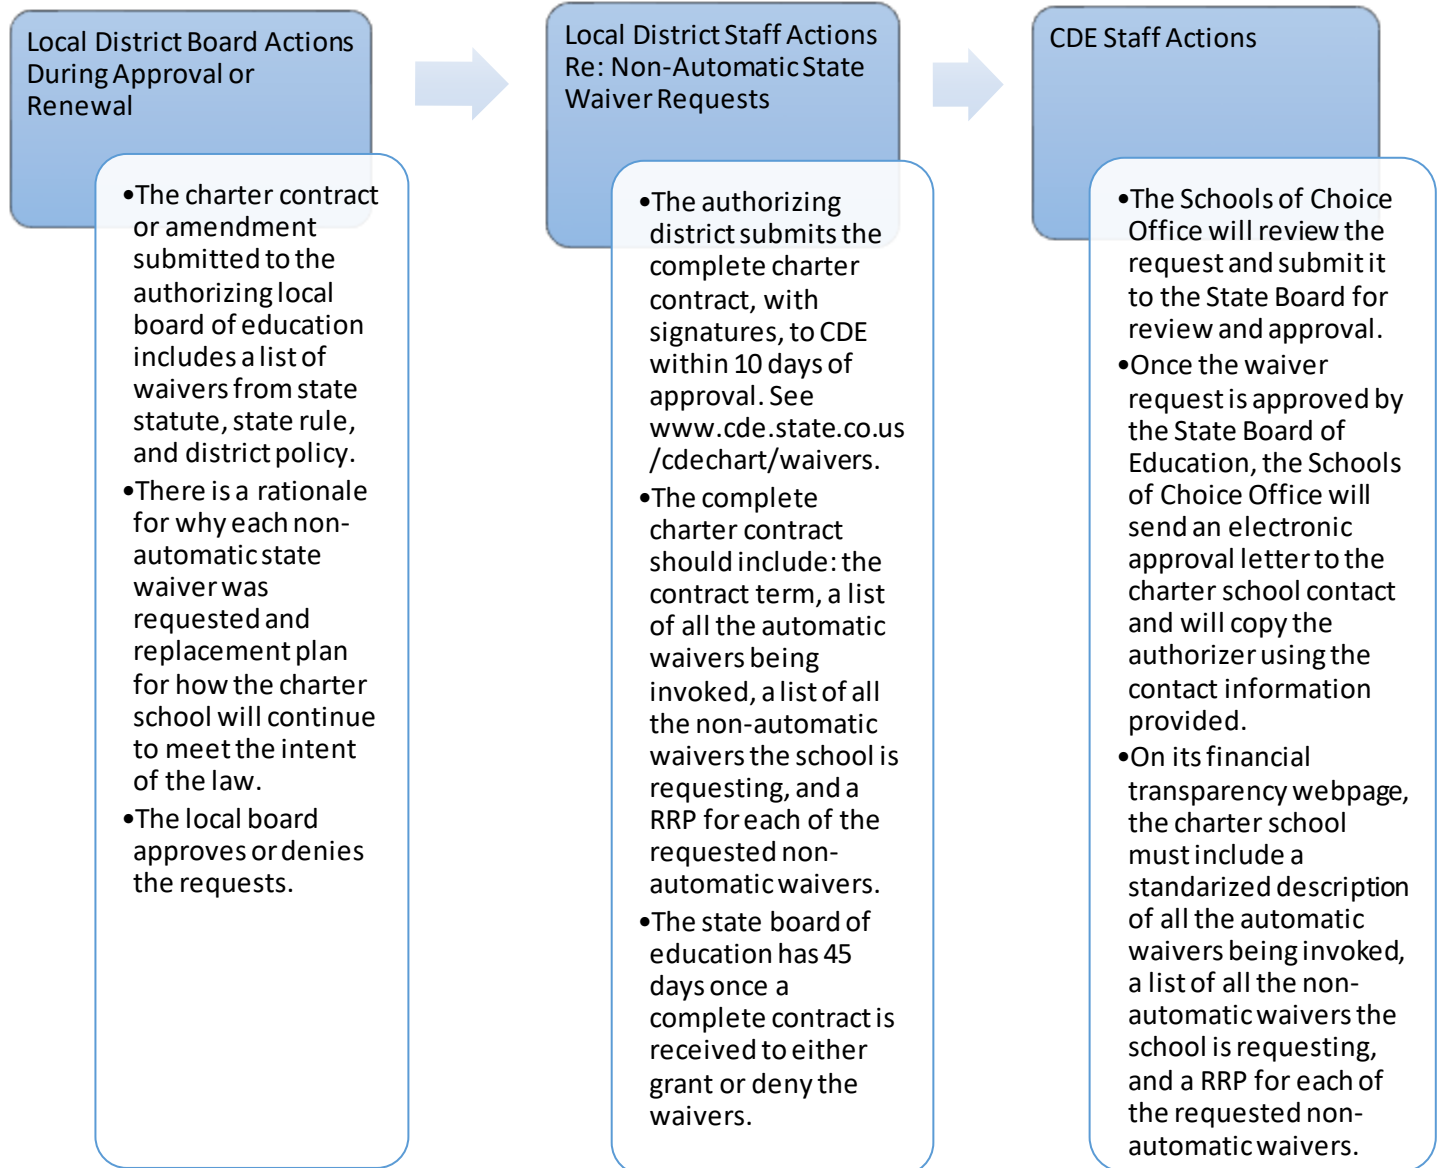 Local District Board Actions
During Approval or
Renewal
•The charter contract
or amendment
submitted to the
authorizing local
board of education
includes a list of
waivers from state
statute, state rule,
and district policy.
•There is a rationale
for why each non-
automatic state
waiver was
requested and
replacement plan
for how the charter
school will continue
to meet the intent
of the law.
•The local board
approves or denies
the requests.
Local District Staff Actions
Re: Non-Automatic State
Waiver Requests
•The authorizing
district submits the
complete charter
contract, with
signatures, to CDE
within 10 days of
approval. See
www.cde.state.co.us
/cdechart/waivers.
•The complete
charter contract
should include: the
contract term, a list
of all the automatic
waivers being
invoked, a list of all
the non-automatic
waivers the school is
requesting, and a
RRP for each of the
requested non-
automatic waivers.
•The state board of
education has 45
days once a
complete contract is
received to either
grant or deny the
waivers.
CDE Staff Actions
•The Schools of Choice
Office will review the
request and submit it
to the State Board for
review and approval.
•Once the waiver
request is approved by
the State Board of
Education, the Schools
of Choice Office will
send an electronic
approval letter to the
charter school contact
and will copy the
authorizer using the
contact information
provided.
•On its financial
transparency webpage,
the charter school
must include a
standarized description
of all the automatic
waivers being invoked,
a list of all the non-
automatic waivers the
school is requesting,
and a RRP for each of
the requested non-
automatic waivers.